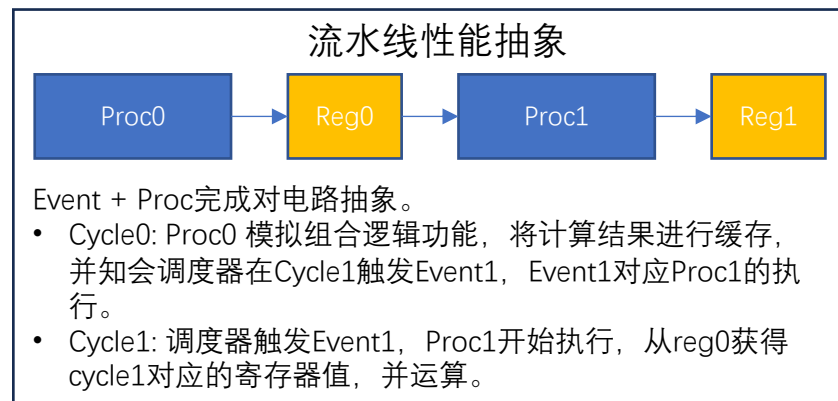 流水线性能抽象
Proc0
Reg0
Proc1
Reg1
Event + Proc完成对电路抽象。
• Cycle0: Proc0 模拟组合逻辑功能，将计算结果进行缓存，
并知会调度器在Cycle1触发Event1，Event1对应Proc1的执
行。
• Cycle1: 调度器触发Event1，Proc1开始执行，从reg0获得
cycle1对应的寄存器值，并运算。